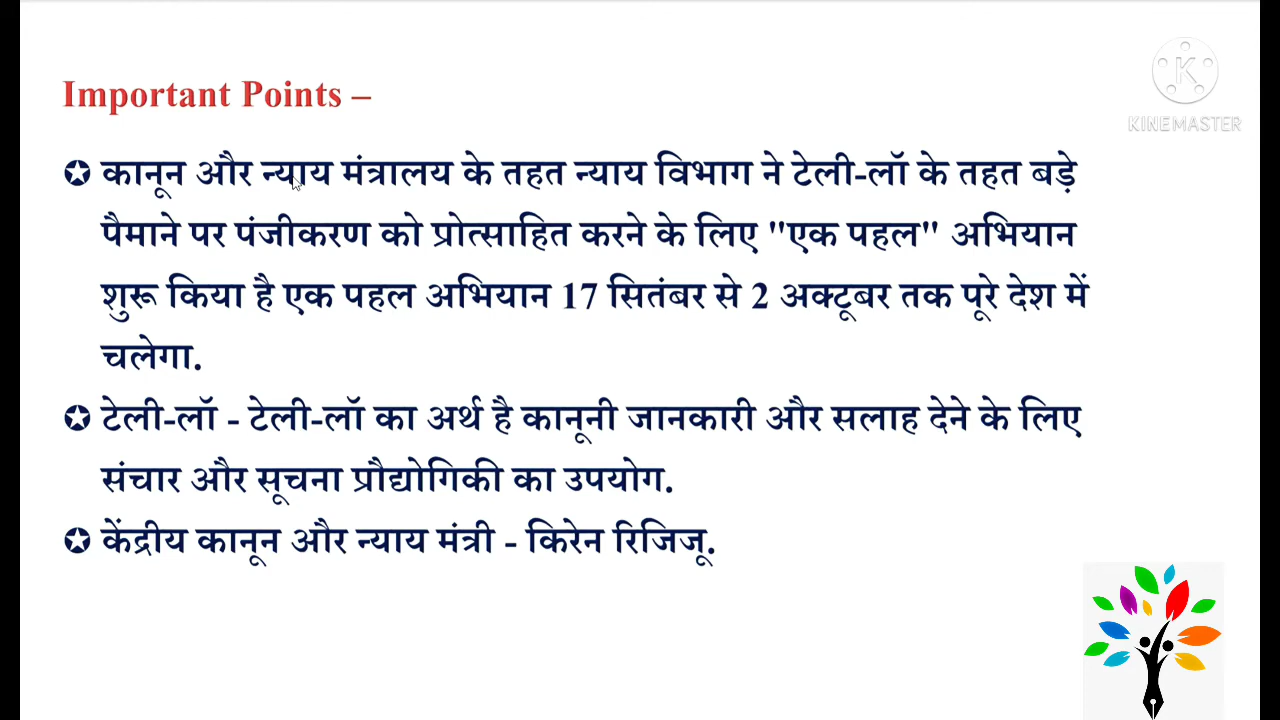 Important Points –
KINEMASTER
✪ कानून और न्याय मंत्रालय के तहत न्याय विभाग ने टेली-लॉ के तहत बड़े
पैमाने पर पंजीकरण को प्रोत्साहित करने के लिए "एक पहल" अभियान
शुरू किया है एक पहल अभियान 17 सितंबर से 2 अक्टूबर तक पूरे देश में
चलेगा.
✪ टेली-लॉ - टेली-लॉ का अर्थ है कानूनी जानकारी और सलाह देने के लिए
संचार और सूचना प्रौद्योगिकी का उपयोग.
✪ केंद्रीय कानून और न्याय मंत्री - किरेन रिजिजू.